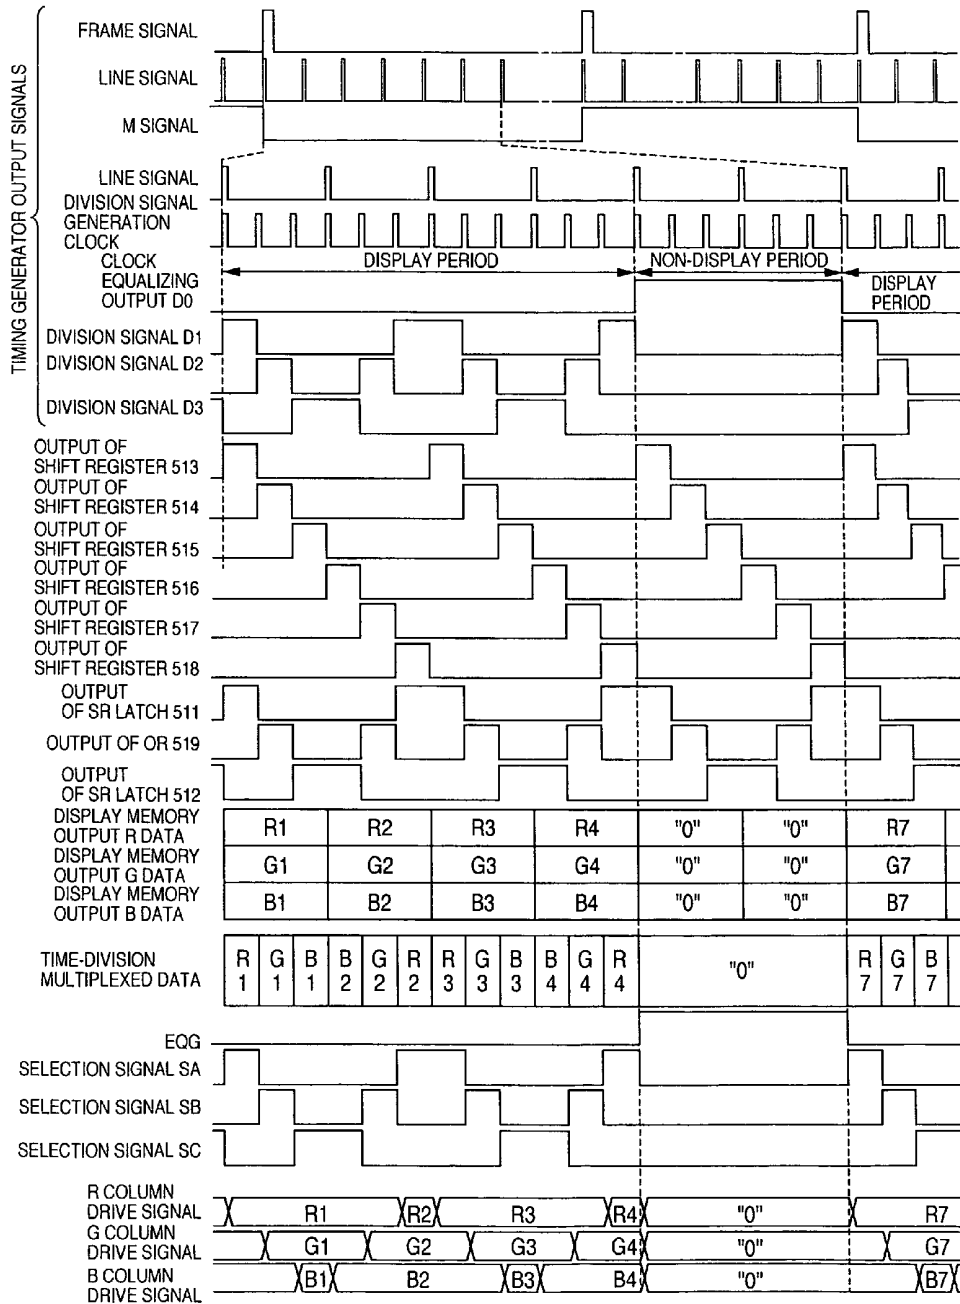 TIMING GENERATOR OUTPUT SIGNALS
FRAME SIGNAL
LINE SIGNAL
M SIGNAL
LINE SIGNAL
DIVISION SIGNAL
GENERATION
CLOCK
CLOCK
EQUALIZING
OUTPUT D0
DISPLAY PERIOD
NON-DISPLAY PERIOD
DISPLAY
PERIOD
DIVISION SIGNAL D1
DIVISION SIGNAL D2
DIVISION SIGNAL D3
OUTPUT OF
SHIFT REGISTER 513
OUTPUT OF
SHIFT REGISTER 514
OUTPUT OF
SHIFT REGISTER 515
OUTPUT OF
SHIFT REGISTER 516
OUTPUT OF
SHIFT REGISTER 517
OUTPUT OF
SHIFT REGISTER 518
OUTPUT
OF SR LATCH 511
OUTPUT OF OR 519
OUTPUT
OF SR LATCH 512
DISPLAY MEMORY
OUTPUT R DATA
R1 R2 R3 R4 "0" "0" R7
DISPLAY MEMORY
OUTPUT G DATA
G1 G2 G3 G4 "0" "0" G7
DISPLAY MEMORY
OUTPUT B DATA
B1 B2 B3 B4 "0" "0" B7
TIME-DIVISION
MULTIPLEXED DATA
R G B B G R R G B B G R "0" R G B
1 1 1 2 2 2 3 3 3 4 4 4 7 7 7
EQG
SELECTION SIGNAL SA
SELECTION SIGNAL SB
SELECTION SIGNAL SC
R COLUMN
DRIVE SIGNAL
R1 R2 R3 R4 "0" R7
G COLUMN
DRIVE SIGNAL
G1 G2 G3 G4 "0" G7
B COLUMN
DRIVE SIGNAL
B1 B2 B3 B4 "0" B7